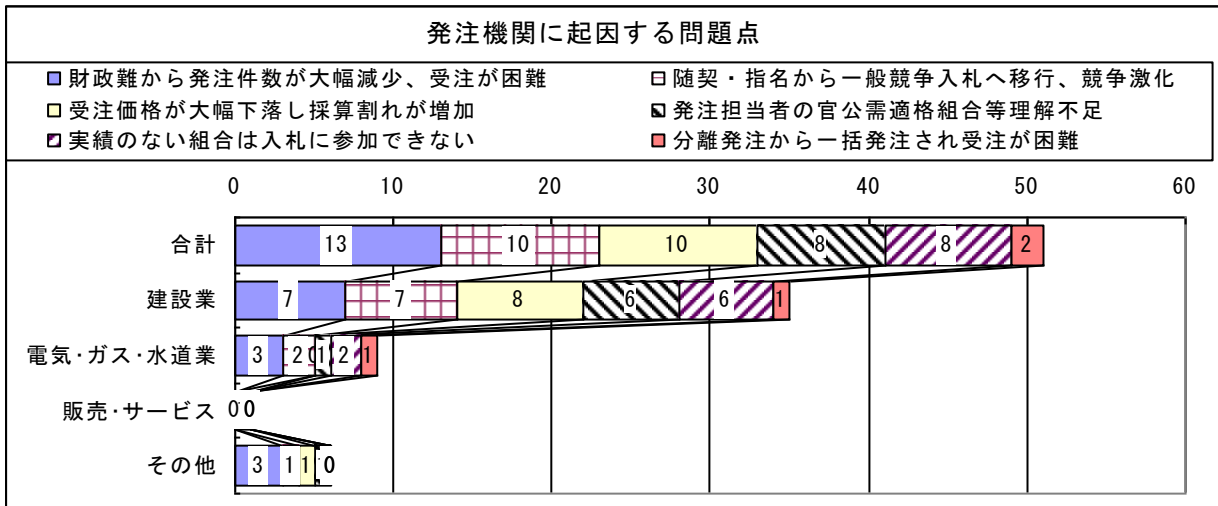 発注機関に起因する問題点
財政難から発注件数が大幅減少、受注が困難 随契・指名から一般競争入札へ移行、競争激化
受注価格が大幅下落し採算割れが増加 発注担当者の官公需適格組合等理解不足
実績のない組合は入札に参加できない 分離発注から一括発注され受注が困難
0 10 20 30 40 50 60
合計 13 10 10 8 8 2
建設業 7 7 8 6 6 1
電気・ガス・水道業 3 2 0 1 2 1
販売・サービス 0 0
その他 3 1 1 0